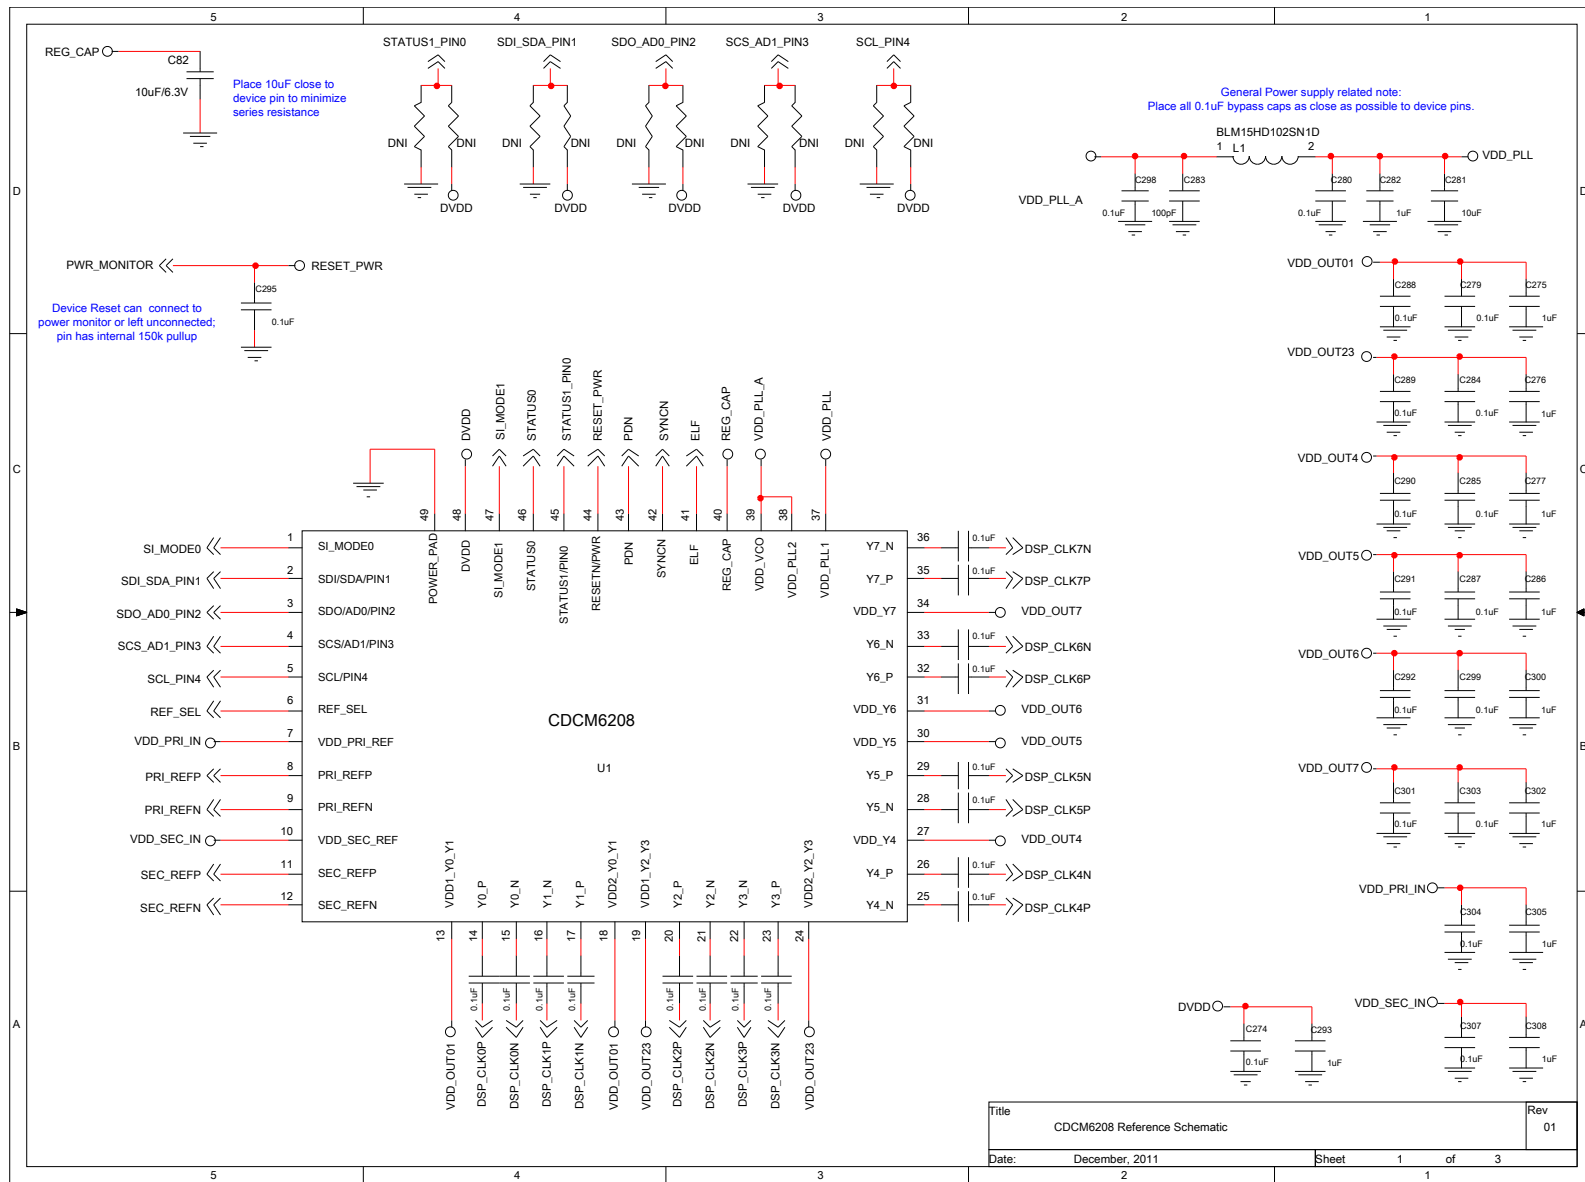 5 4 3 2 1
REG_CAP
C82
10uF/6.3V
Place 10uF close to
device pin to minimize
series resistance
STATUS1_PIN0
SDI_SDA_PIN1
SDO_AD0_PIN2
SCS_AD1_PIN3
SCL_PIN4
DNI DNI DNI DNI DNI DNI DNI DNI DNI DNI
DVDD DVDD DVDD DVDD DVDD
General Power supply related note:
Place all 0.1uF bypass caps as close as possible to device pins.
BLM15HD102SN1D
1 L1 2
VDD_PLL
VDD_PLL_A
C298 C283 C280 C282 C281
0.1uF 100pF 0.1uF 1uF 10uF
D D
PWR_MONITOR
RESET_PWR
C295
0.1uF
Device Reset can connect to
power monitor or left unconnected;
pin has internal 150k pullup
VDD_OUT01
C288 C279 C275
0.1uF 0.1uF 1uF
VDD_OUT23
C289 C284 C276
0.1uF 0.1uF 1uF
VDD_OUT4
C290 C285 C277
0.1uF 0.1uF 1uF
VDD_OUT5
C291 C287 C286
0.1uF 0.1uF 1uF
VDD_OUT6
C292 C299 C300
0.1uF 0.1uF 1uF
VDD_OUT7
C301 C303 C302
0.1uF 0.1uF 1uF
VDD_PRI_IN
C304 C305
0.1uF 1uF
VDD_SEC_IN
C307 C308
0.1uF 1uF
DVDD
C274 C293
0.1uF 1uF
C C
DVDD SI_MODE1 STATUS0 STATUS1_PIN0 RESET_PWR PDN SYNCN ELF REG_CAP VDD_PLL_A VDD_PLL
49 48 47 46 45 44 43 42 41 40 39 38 37
POWER_PAD DVDD SI_MODE1 STATUS0 STATUS1/PIN0 RESETN/PWR PDN SYNCN ELF REG_CAP VDD_VCO VDD_PLL2 VDD_PLL1
SI_MODE0 1 SI_MODE0
SDI_SDA_PIN1 2 SDI/SDA/PIN1
SDO_AD0_PIN2 3 SDO/AD0/PIN2
SCS_AD1_PIN3 4 SCS/AD1/PIN3
SCL_PIN4 5 SCL/PIN4
REF_SEL 6 REF_SEL
VDD_PRI_IN 7 VDD_PRI_REF
PRI_REFP 8 PRI_REFP
PRI_REFN 9 PRI_REFN
VDD_SEC_IN 10 VDD_SEC_REF
SEC_REFP 11 SEC_REFP
SEC_REFN 12 SEC_REFN
CDCM6208
U1
Y7_N 36 0.1uF DSP_CLK7N
Y7_P 35 0.1uF DSP_CLK7P
VDD_Y7 34 VDD_OUT7
Y6_N 33 0.1uF DSP_CLK6N
Y6_P 32 0.1uF DSP_CLK6P
VDD_Y6 31 VDD_OUT6
VDD_Y5 30 VDD_OUT5
Y5_P 29 0.1uF DSP_CLK5N
Y5_N 28 0.1uF DSP_CLK5P
VDD_Y4 27 VDD_OUT4
Y4_P 26 0.1uF DSP_CLK4N
Y4_N 25 0.1uF DSP_CLK4P
B B
VDD1_Y0_Y1 Y0_P Y0_N Y1_N Y1_P VDD2_Y0_Y1 VDD1_Y2_Y3 Y2_P Y2_N Y3_N Y3_P VDD2_Y2_Y3
13 14 15 16 17 18 19 20 21 22 23 24
0.1uF 0.1uF 0.1uF 0.1uF 0.1uF 0.1uF 0.1uF 0.1uF
VDD_OUT01 DSP_CLK0P DSP_CLK0N DSP_CLK1P DSP_CLK1N VDD_OUT01 VDD_OUT23 DSP_CLK2P DSP_CLK2N DSP_CLK3P DSP_CLK3N VDD_OUT23
A A
Title
CDCM6208 Reference Schematic
Rev
01
Date: December, 2011
Sheet 1 of 3
5 4 3 2 1